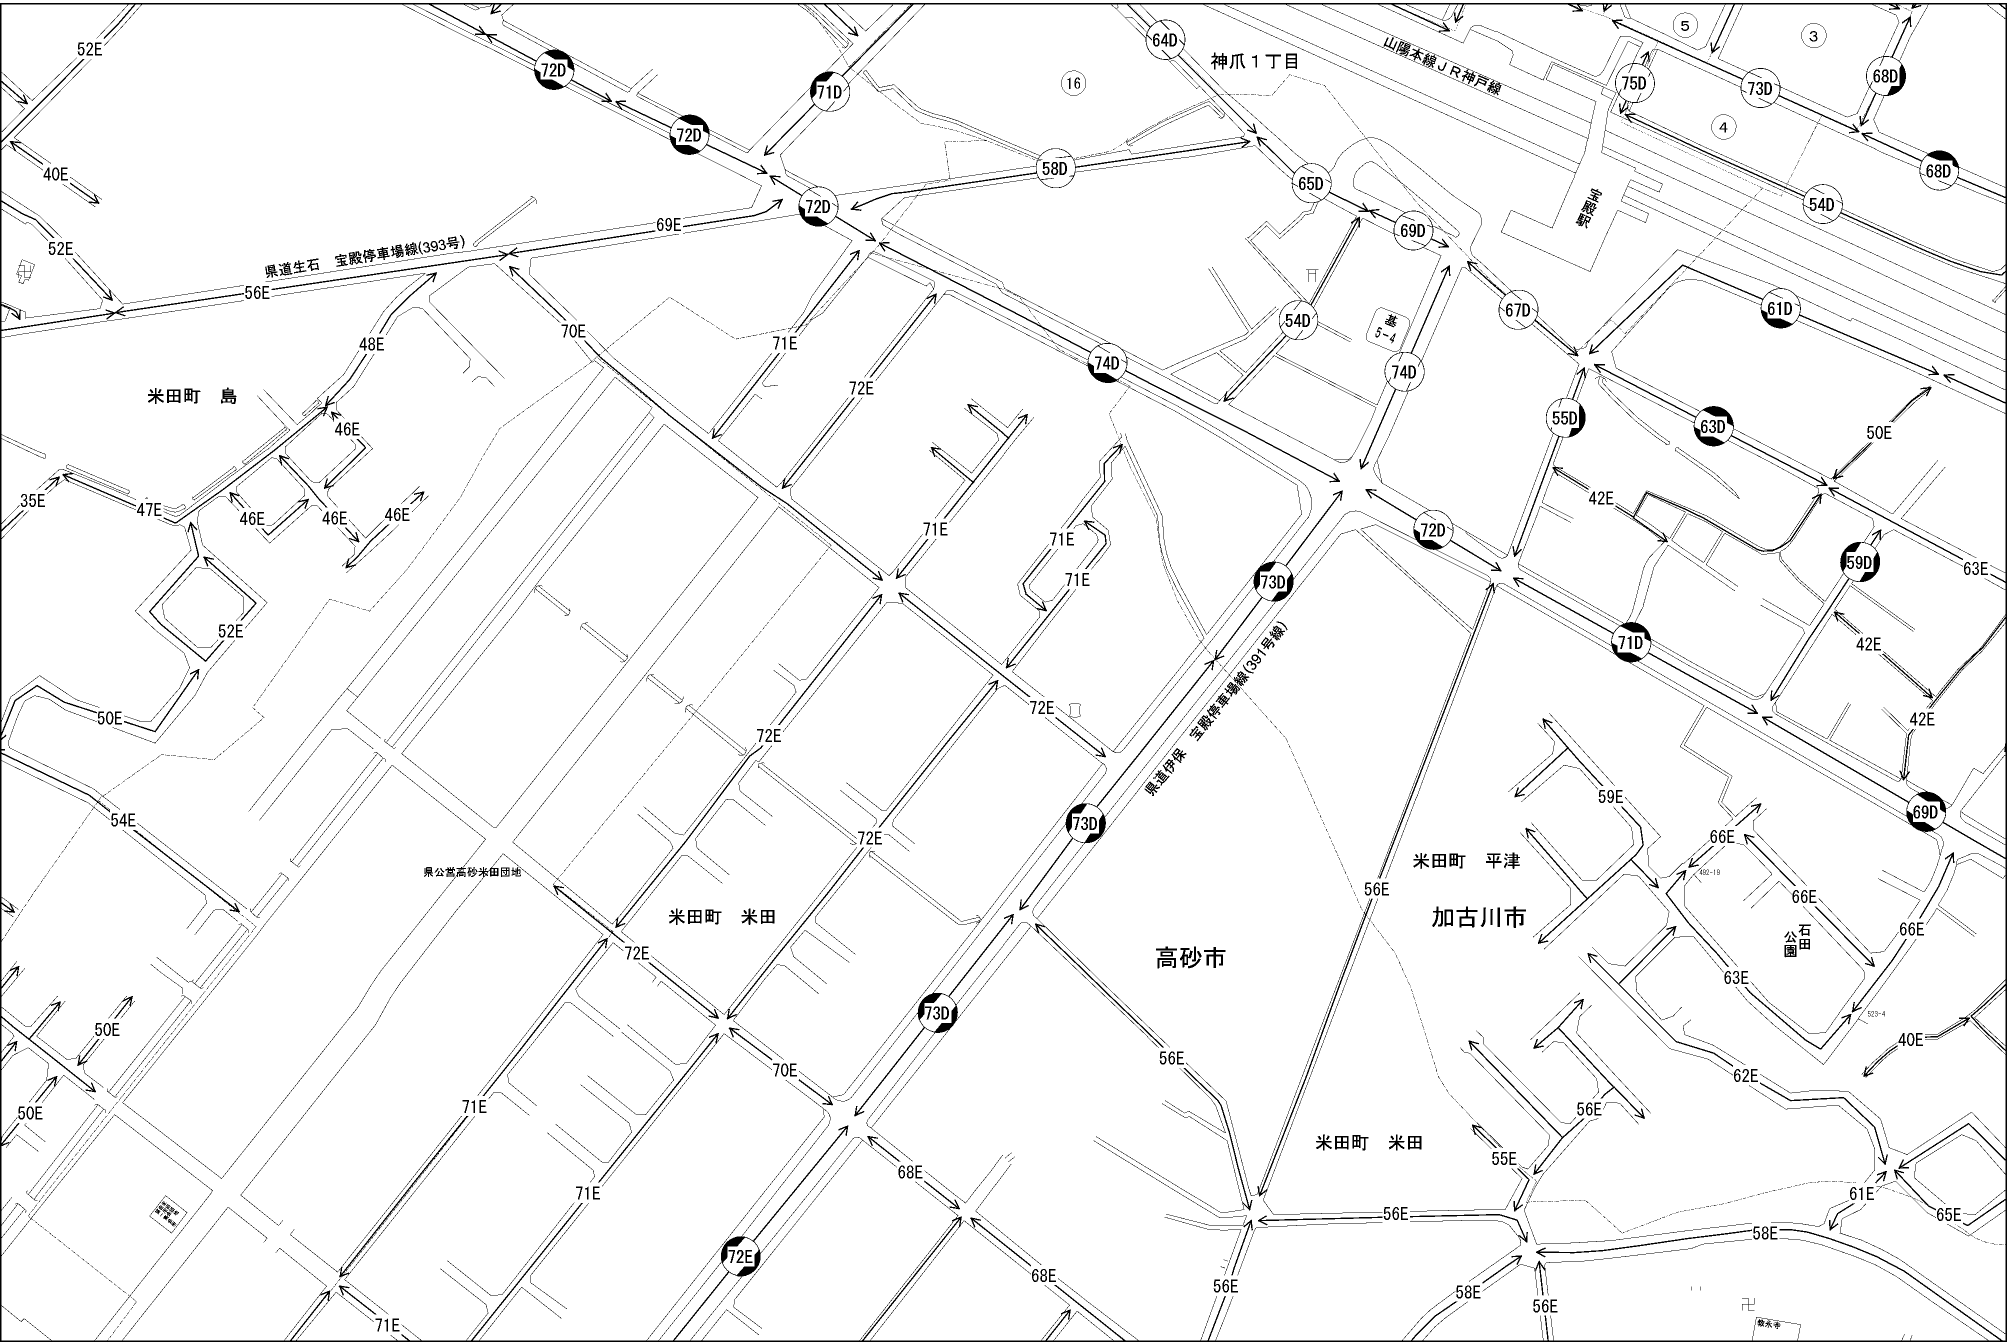 52E
72D
71D
64D
神爪１丁目
山陽本線ＪＲ神戸線
5
3
16
75D
73D
68D
4
72D
40E
58D
65D
68D
宝殿駅
54D
72D
69E
69D
52E
県道生石　宝殿停車場線(393号)
56E
70E
71E
48E
67D
61D
54D
基
5-4
74D
74D
72E
米田町　島
46E
55D
63D
50E
35E
47E
46E
46E
46E
42E
71E
71E
72D
73D
59D
63E
71E
52E
71D
42E
県道伊保　宝殿停車場線(391号線)
50E
72E
72E
42E
54E
73D
72E
59E
69D
66E
県公営高砂米田団地
米田町　米田
56E
米田町　平津
492-19
66E
加古川市
石田
公園
66E
72E
高砂市
63E
73D
50E
523-4
40E
56E
70E
62E
50E
71E
56E
米田町　米田
55E
68E
71E
61E
56E
65E
58E
72E
68E
56E
58E
56E
71E